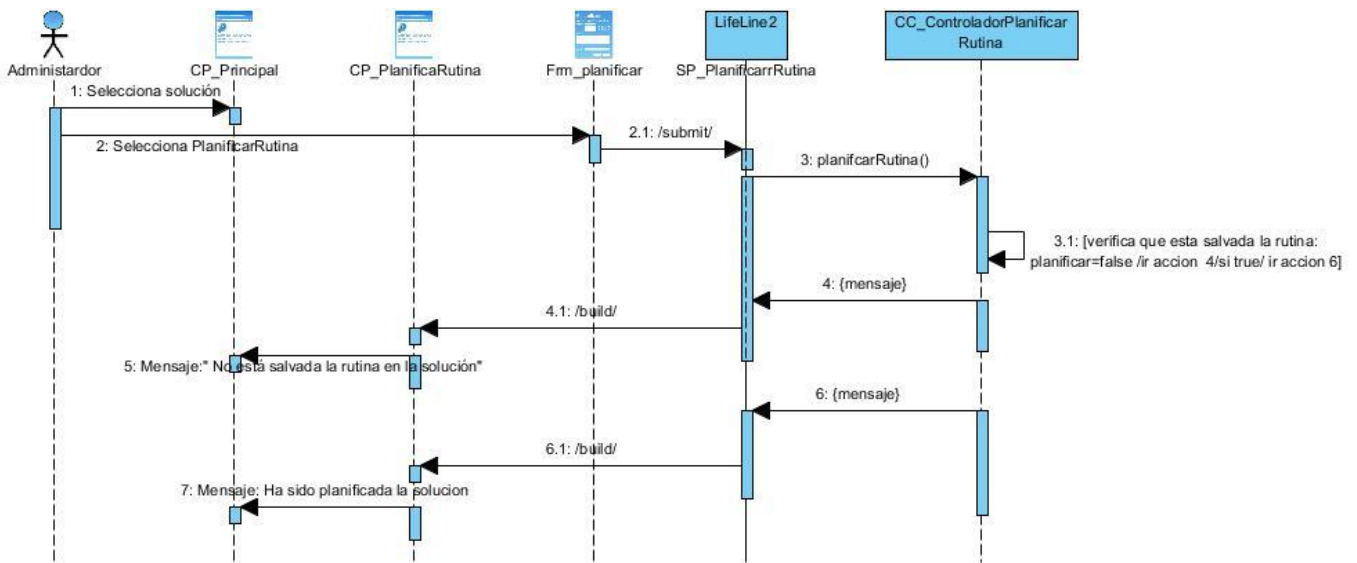 LifeLine2
CC_ControladorPlanificar
Rutina
Administardor
CP_Principal
CP_PlanificaRutina
Frm_planificar
SP_PlanificarrRutina
1: Selecciona solución
2: Selecciona PlanificarRutina
2.1: /submit/
3: planifcarRutina()
3.1: [verifica que esta salvada la rutina:
planificar=false /ir accion 4/si true/ ir accion 6]
4: {mensaje}
4.1: /build/
5: Mensaje:" No está salvada la rutina en la solución"
6: {mensaje}
6.1: /build/
7: Mensaje: Ha sido planificada la solucion